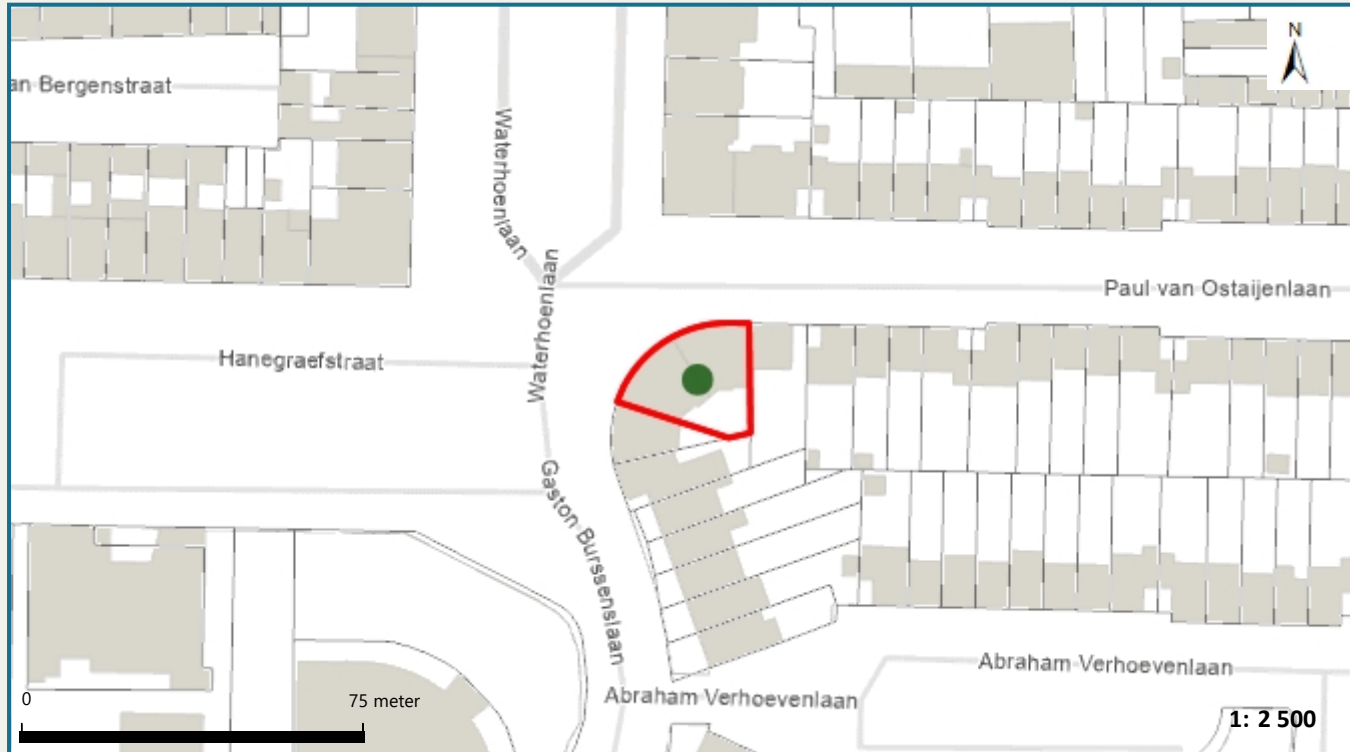 N
an Bergenstraat
Waterhoenlaan
Waterhoenlaan
Paul van Ostaijenlaan
Hanegraefstraat
Gaston Burssenslaan
Abraham Verhoevenlaan
Abraham Verhoevenlaan
0 75 meter
1: 2 500